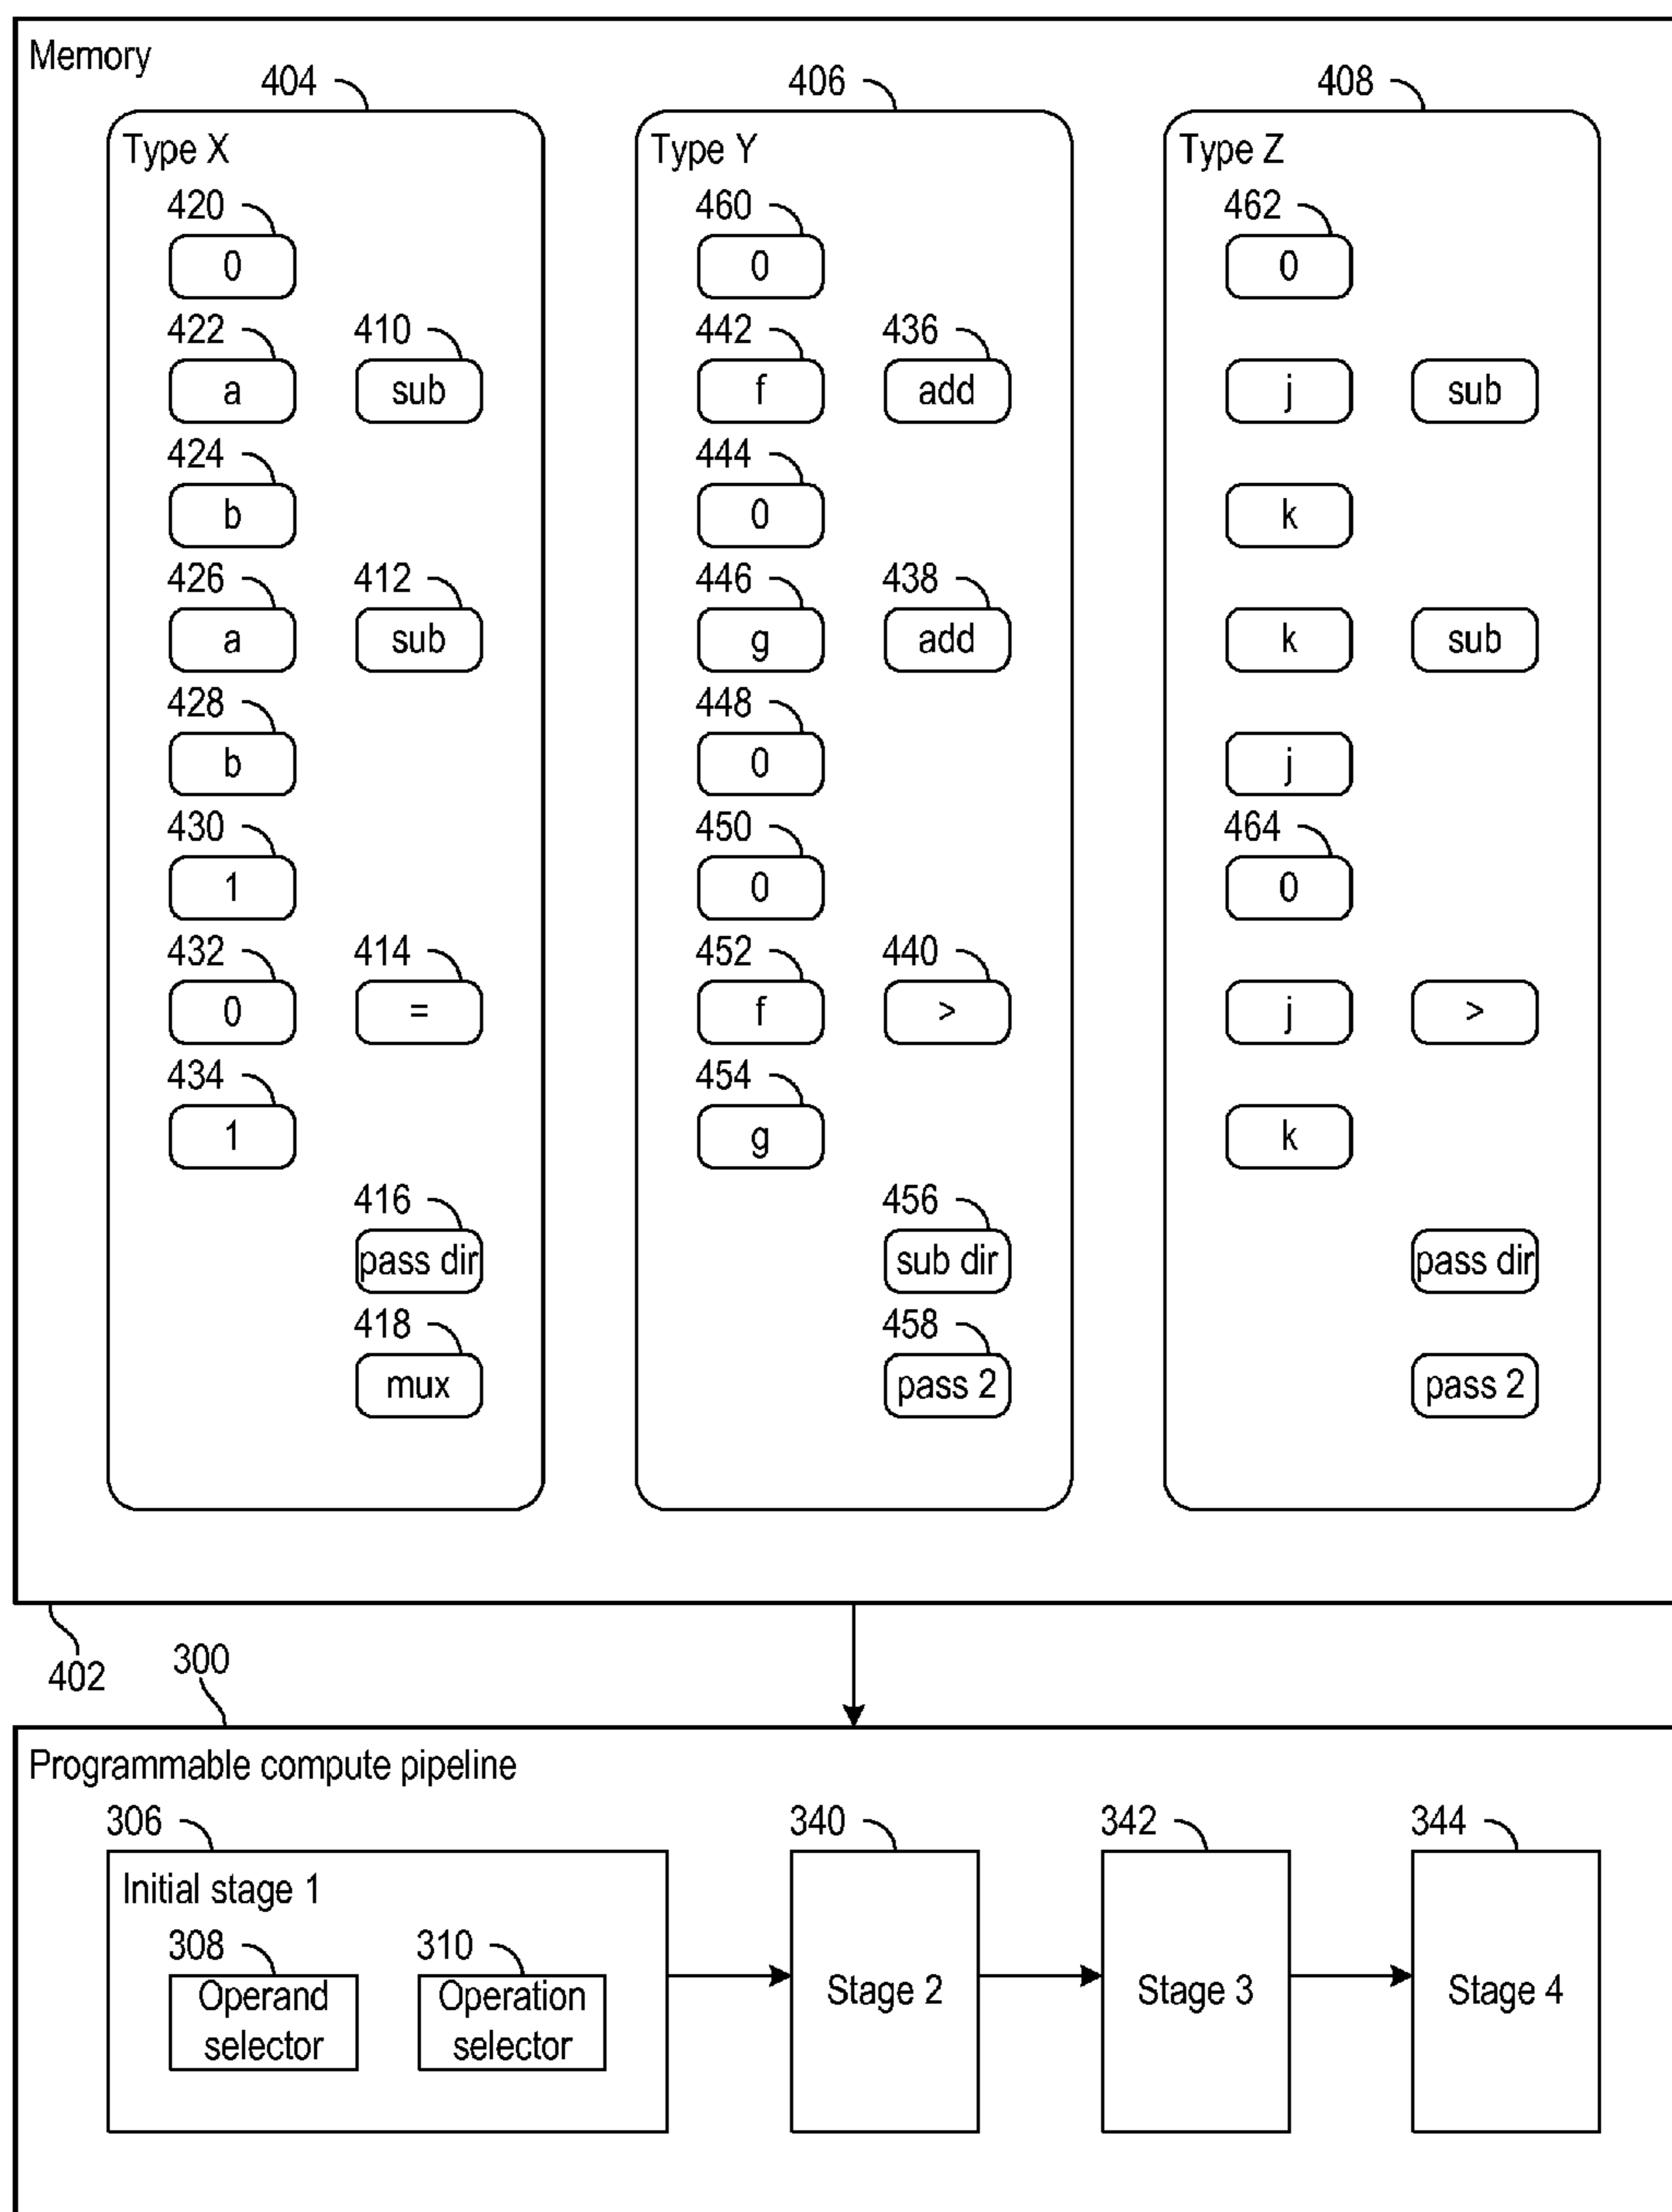 Memory
404 406 408
Type X Type Y Type Z
420 460 462
0 0 0
422 410 442 436
a sub f add j sub
424 444
b 0 k
426 412 446 438
a sub g add k sub
428 448
b 0 j
430 450 464
1 0 0
432 414 452 440
0 = f > j >
434 454
1 g k
416 456
pass dir sub dir pass dir
418 458
mux pass 2 pass 2
402
300
Programmable compute pipeline
306 340 342 344
Initial stage 1
308 310
Operand
selector
Operation
selector
Stage 2 Stage 3 Stage 4